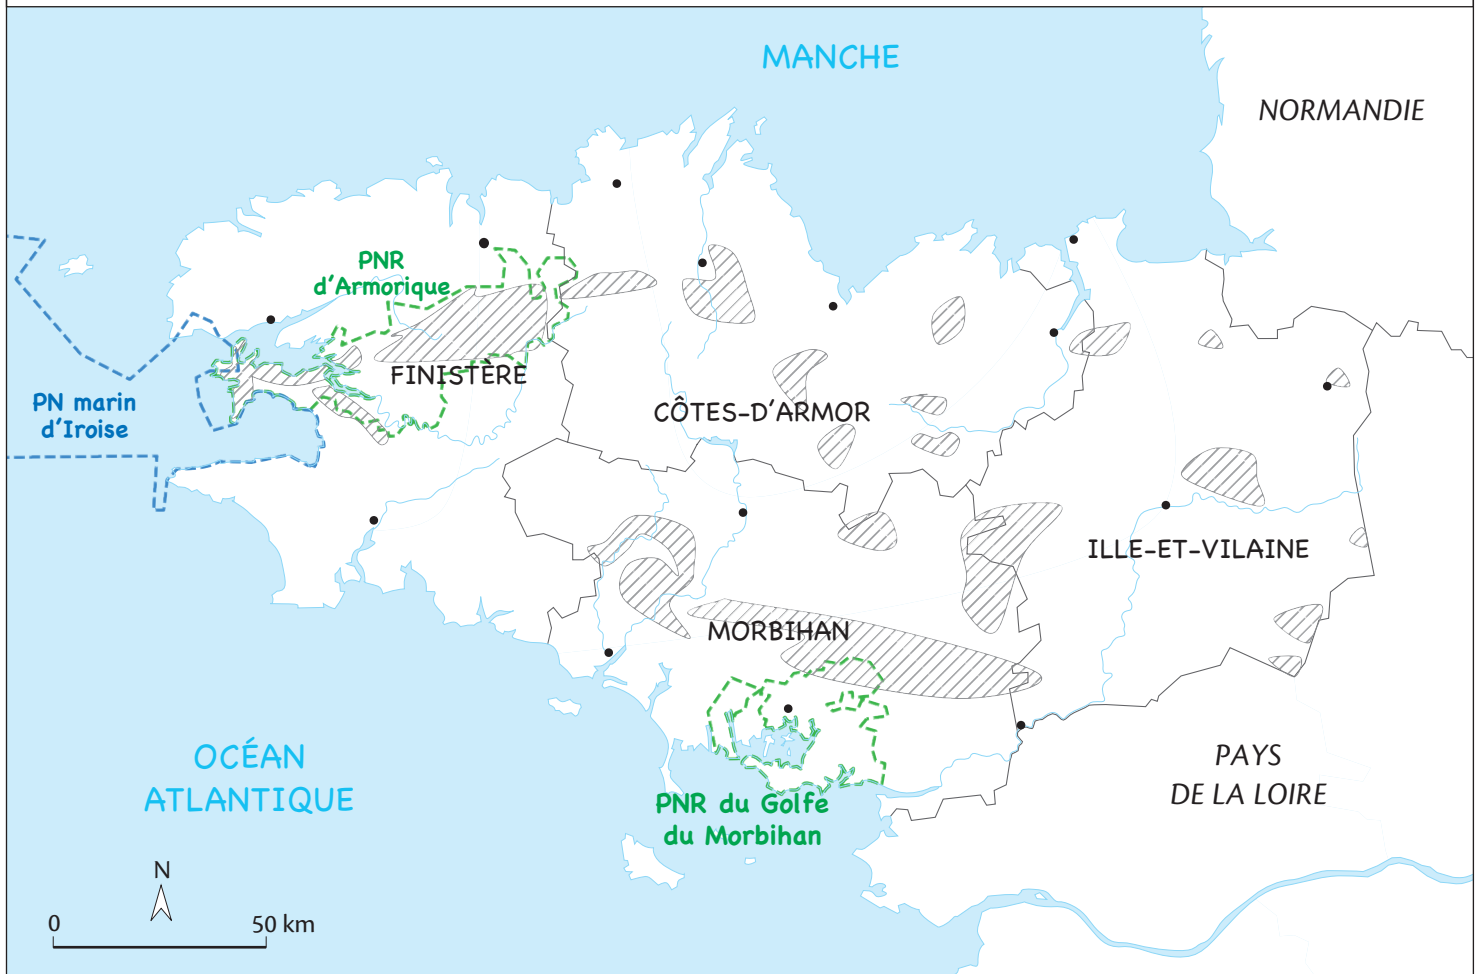 MANCHE
NORMANDIE
PNR
d'Armorique
FINISTÈRE
PN marin
d'Iroise
CÔTES-D'ARMOR
ILLE-ET-VILAINE
MORBIHAN
OCÉAN
ATLANTIQUE
PNR du Golfe
du Morbihan
PAYS
DE LA LOIRE
N
0 50 km